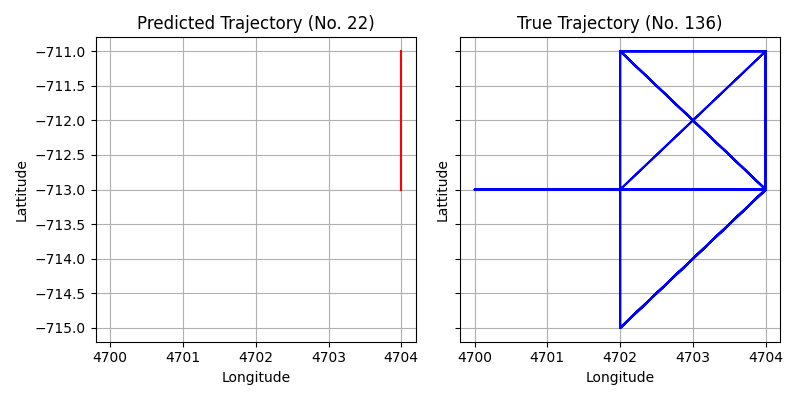 Predicted Trajectory (No. 22)
Lattitude
−711.0
−711.5
−712.0
−712.5
−713.0
−713.5
−714.0
−714.5
−715.0
4700 4701 4702 4703 4704
Longitude
True Trajectory (No. 136)
Lattitude
4700 4701 4702 4703 4704
Longitude